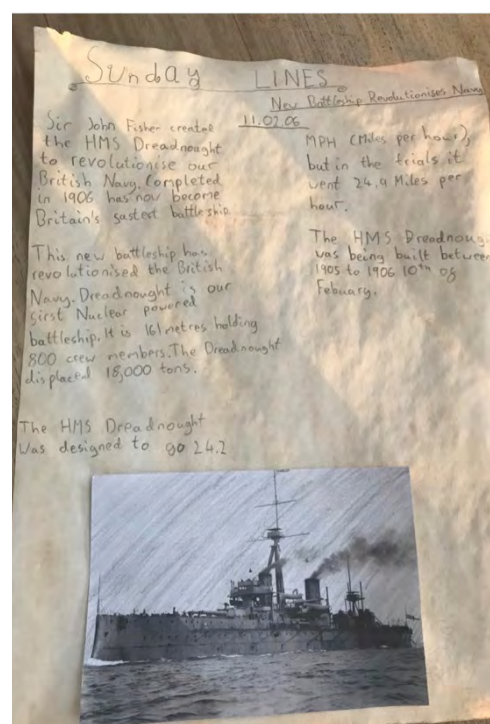 Sunday LINES.
New Battleship Revolutionises Navy
11.02.06
Sir John Fisher created
the HMS Dreadnought
to revolutionise our
British Navy. Completed
in 1906 has now become
Britain's sastest battleship
This new battleship has
revolutionised the British
Navy. Dreadnought is our
sirst Nuclear powered
battleship. It is 161 metres holding
800 crew members. The Dreadnought
displaced 18,000 tons.
The HMS Dreadnought
was designed to go 24.2
MPH (Miles per hour),
but in the trials it
went 24.9 Miles per
hour.
The HMS Dreadnough
was being built between
1905 to 1906 10th of
Febuary.